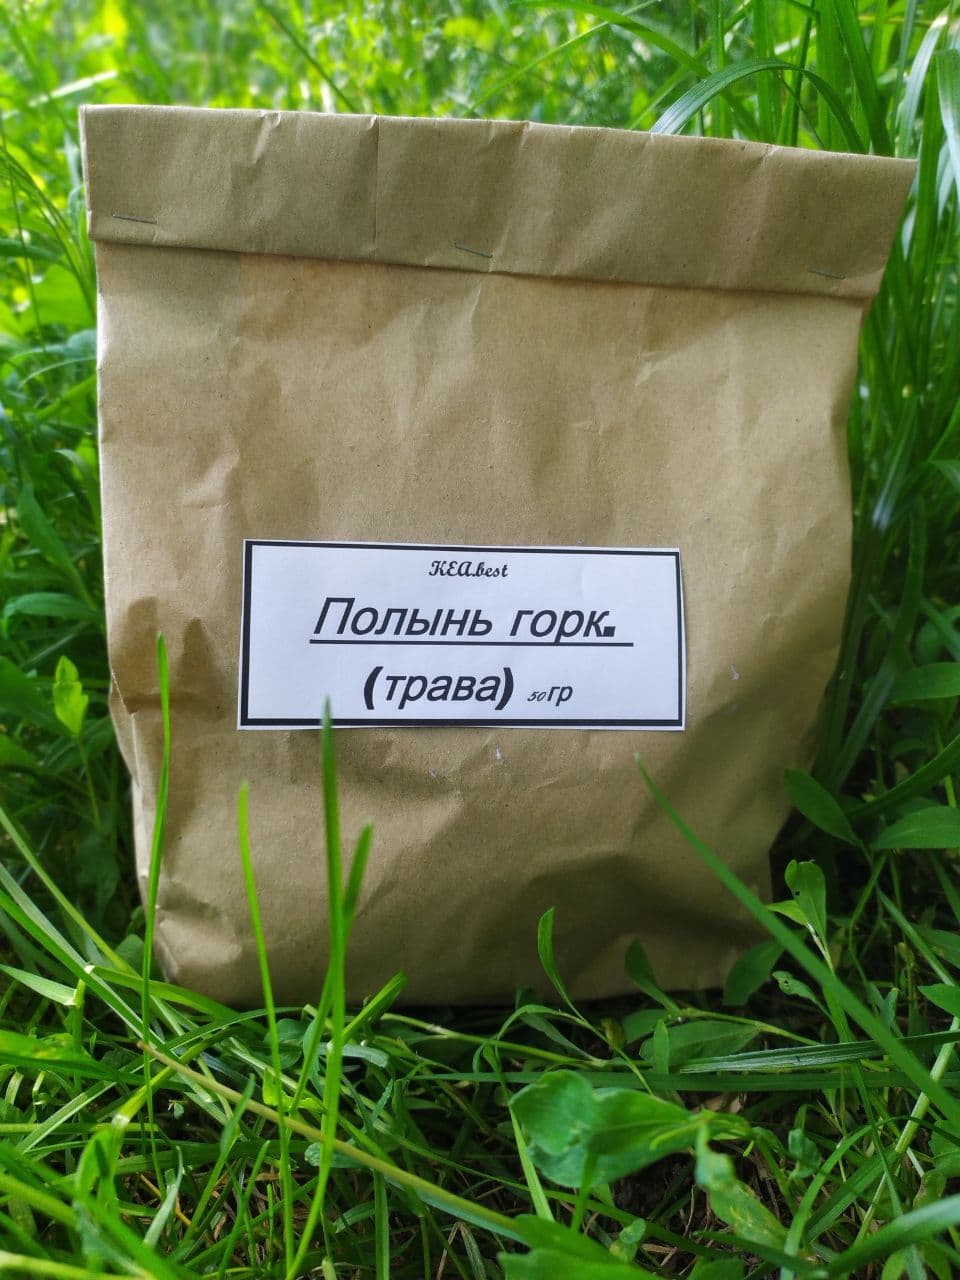 KEA.best
Полынь горк.
(трава) 50гр